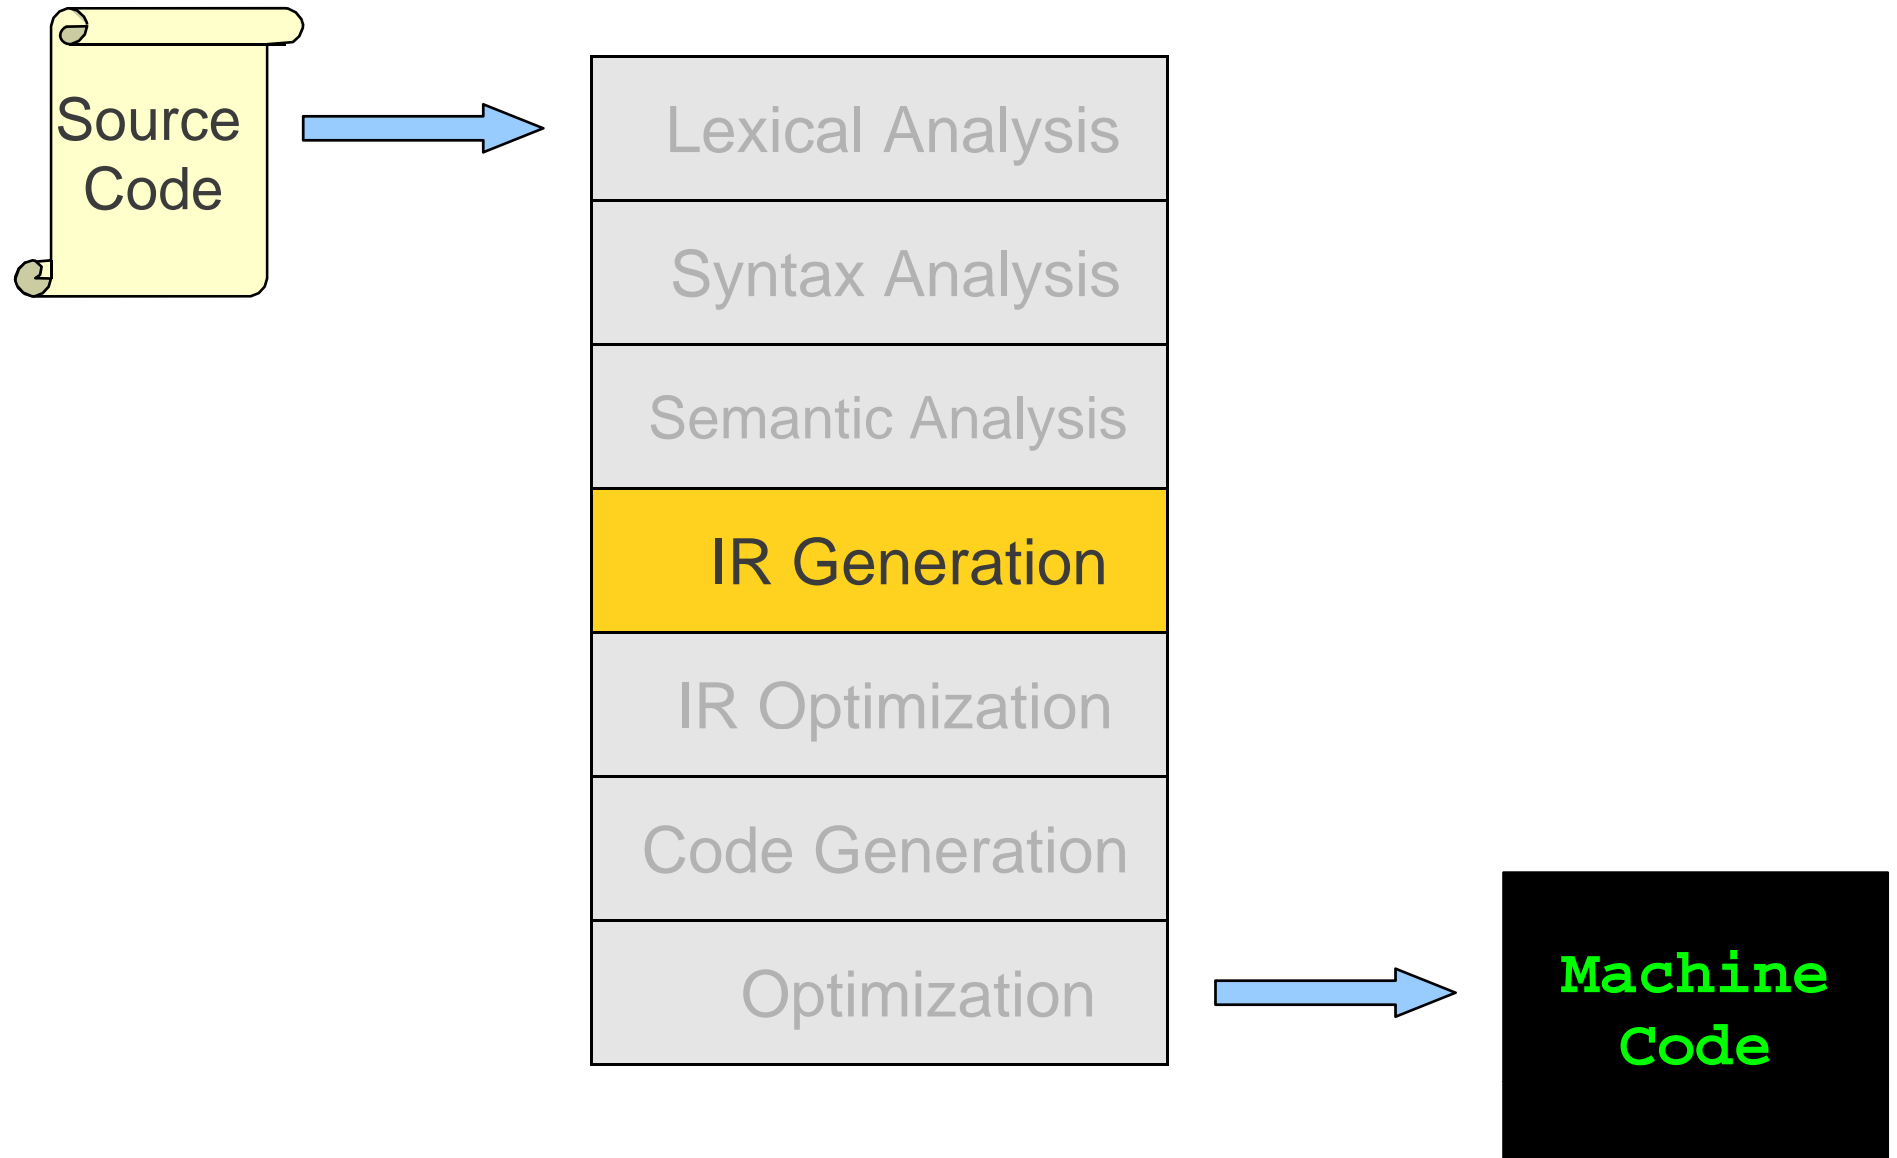 Source
Code
Lexical Analysis
Syntax Analysis
Semantic Analysis
IR Generation
IR Optimization
Code Generation
Optimization
Machine
Code